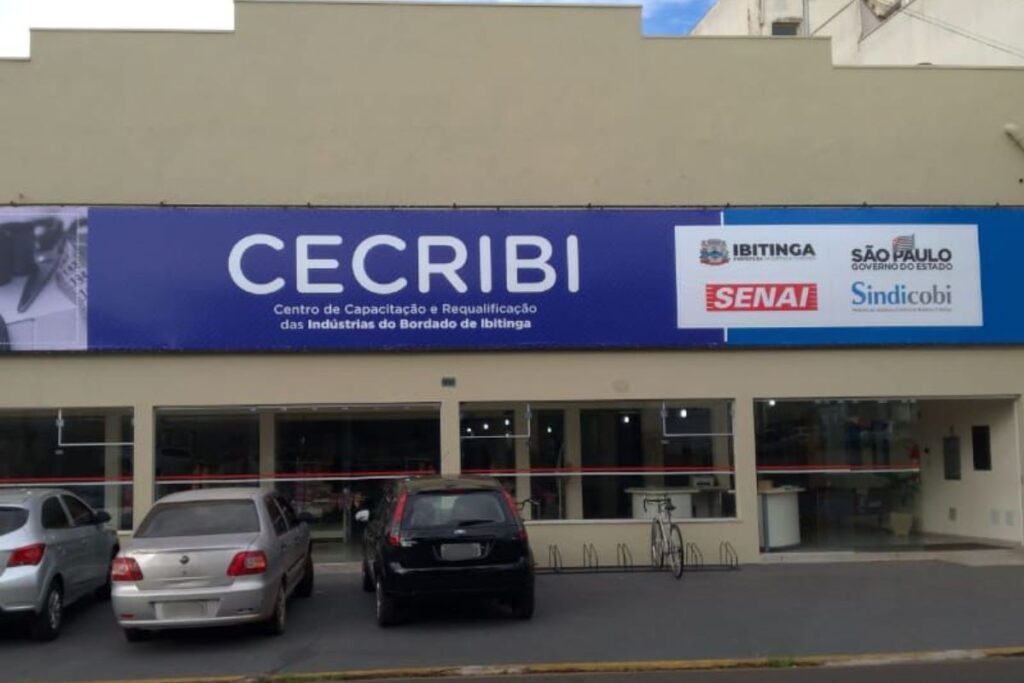 CECRIBI
Centro de Capacitação e Requalificação
das Indústrias do Bordado de Ibitinga
IBITINGA
SÃO PAULO
GOVERNO DO ESTADO
SENAI
Sindicobi